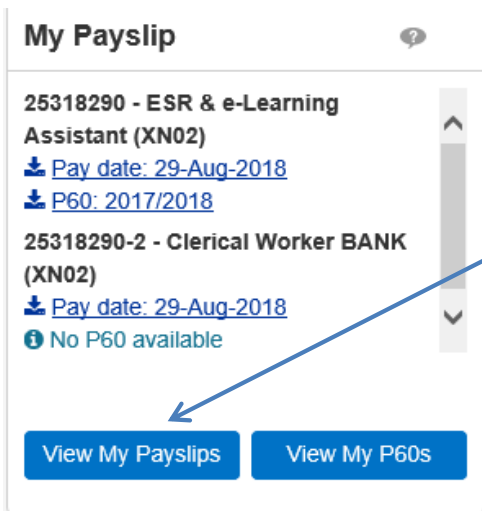 My Payslip ?
25318290 - ESR & e-Learning
Assistant (XN02)
Pay date: 29-Aug-2018
P60: 2017/2018
25318290-2 - Clerical Worker BANK
(XN02)
Pay date: 29-Aug-2018
No P60 available
View My Payslips View My P60s